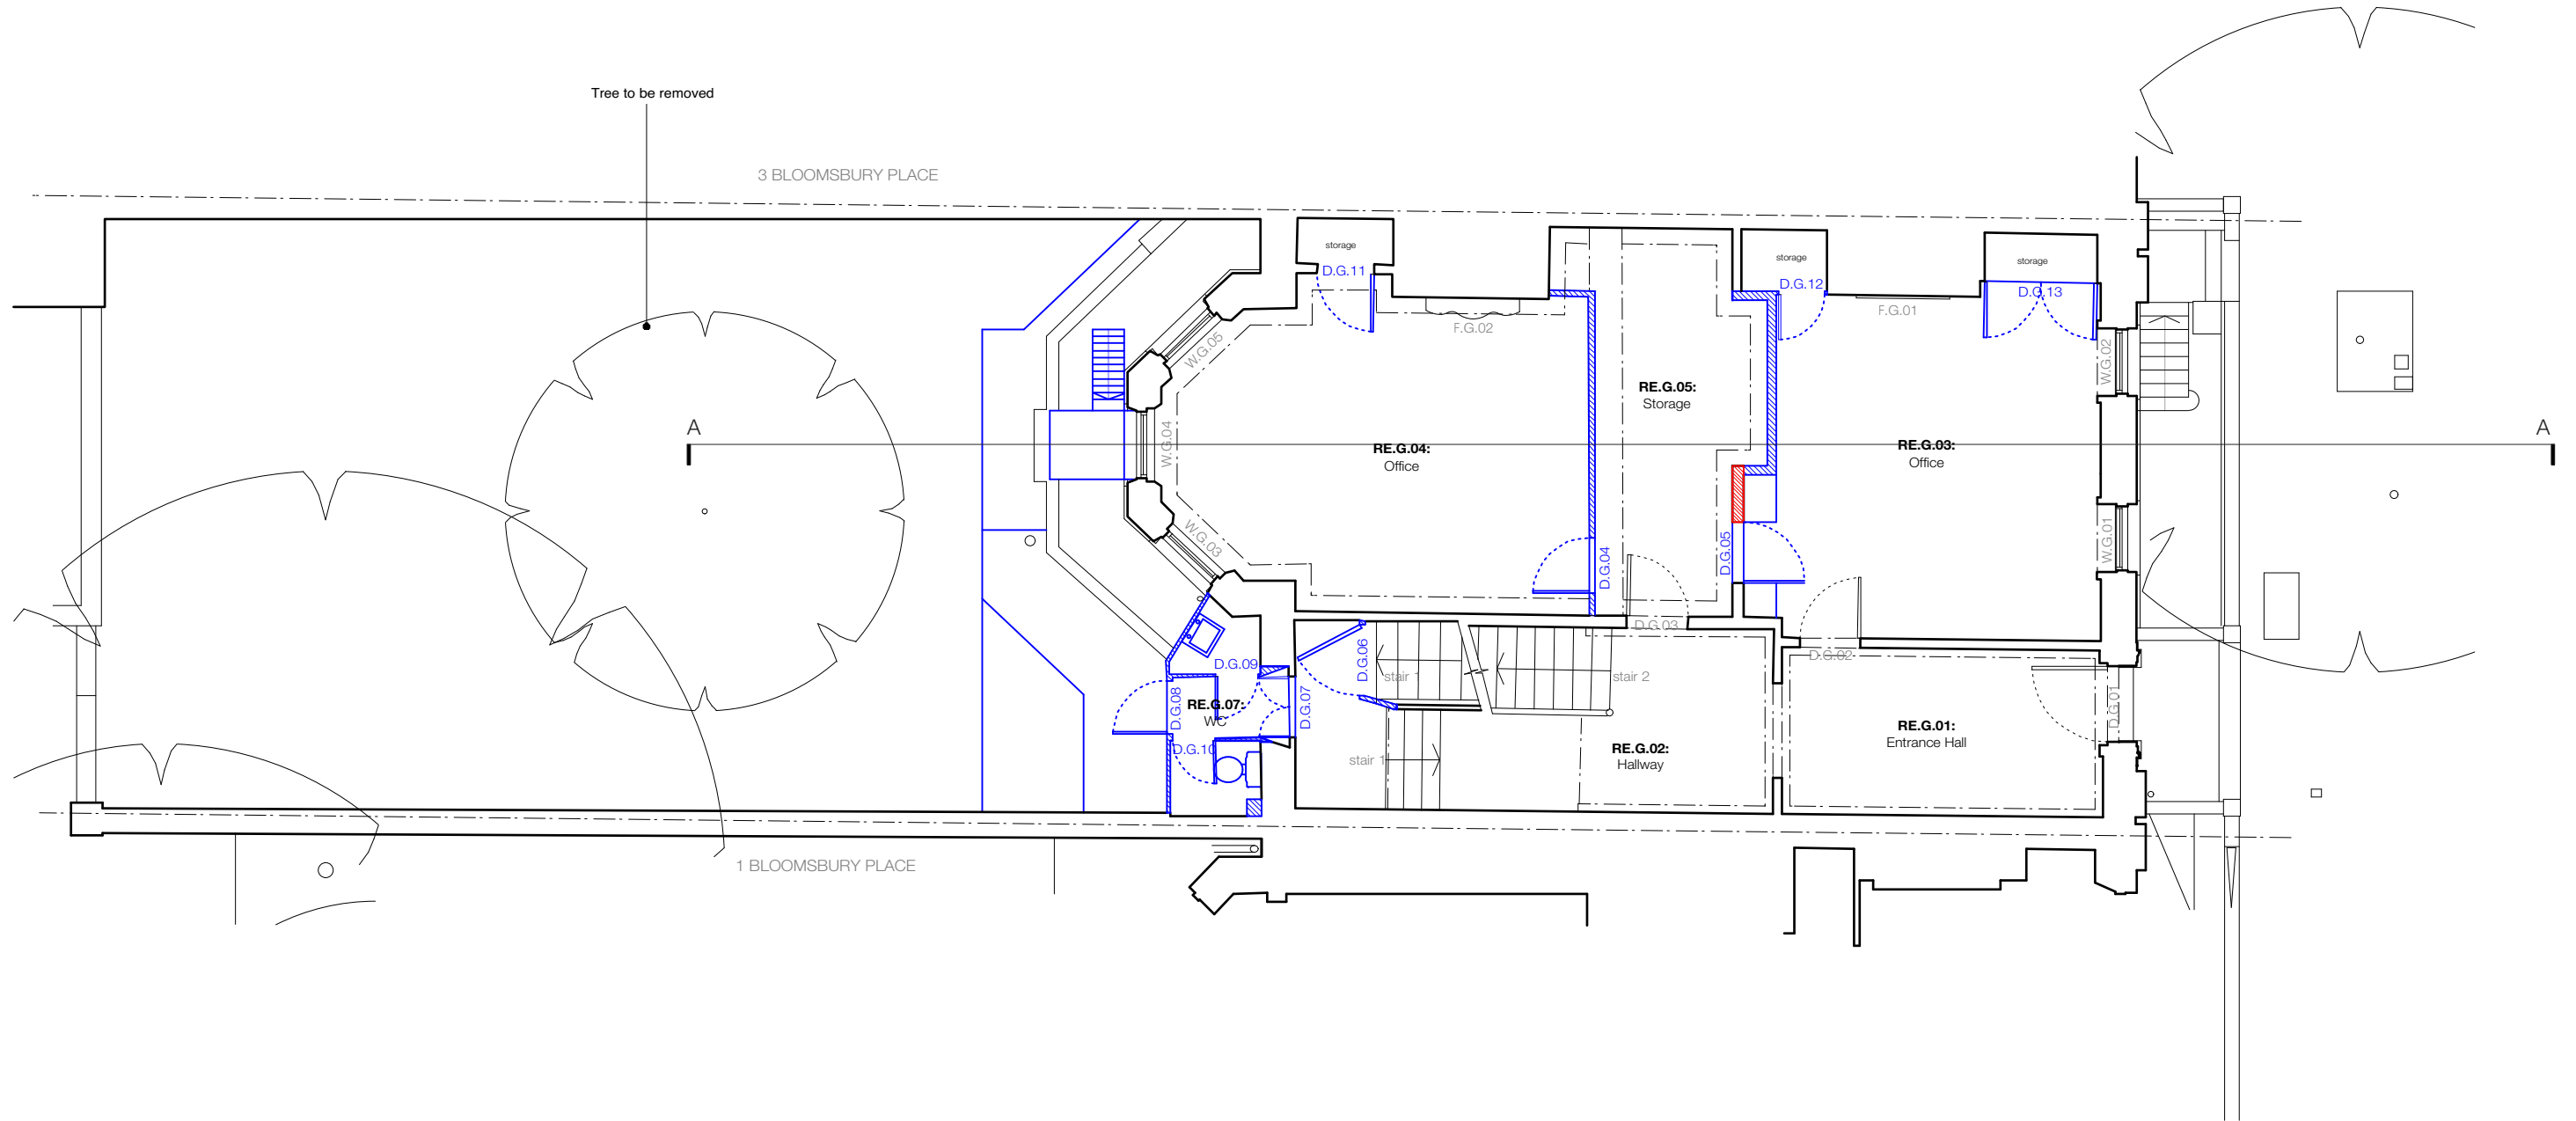 Tree to be removed
3 BLOOMSBURY PLACE
storage
D.G.11
storage
D.G.12
storage
D.G.13
F.G.02
F.G.01
W.G.05
W.G.02
RE.G.05:
Storage
A
A
W.G.04
RE.G.04:
Office
RE.G.03:
Office
W.G.03
D.G.04
D.G.05
W.G.01
D.G.03
D.G.02
D.G.09
D.G.06
stair 1
stair 2
D.G.08
RE.G.07:
WC
D.G.07
D.G.01
D.G.10
RE.G.01:
Entrance Hall
stair 1
RE.G.02:
Hallway
1 BLOOMSBURY PLACE